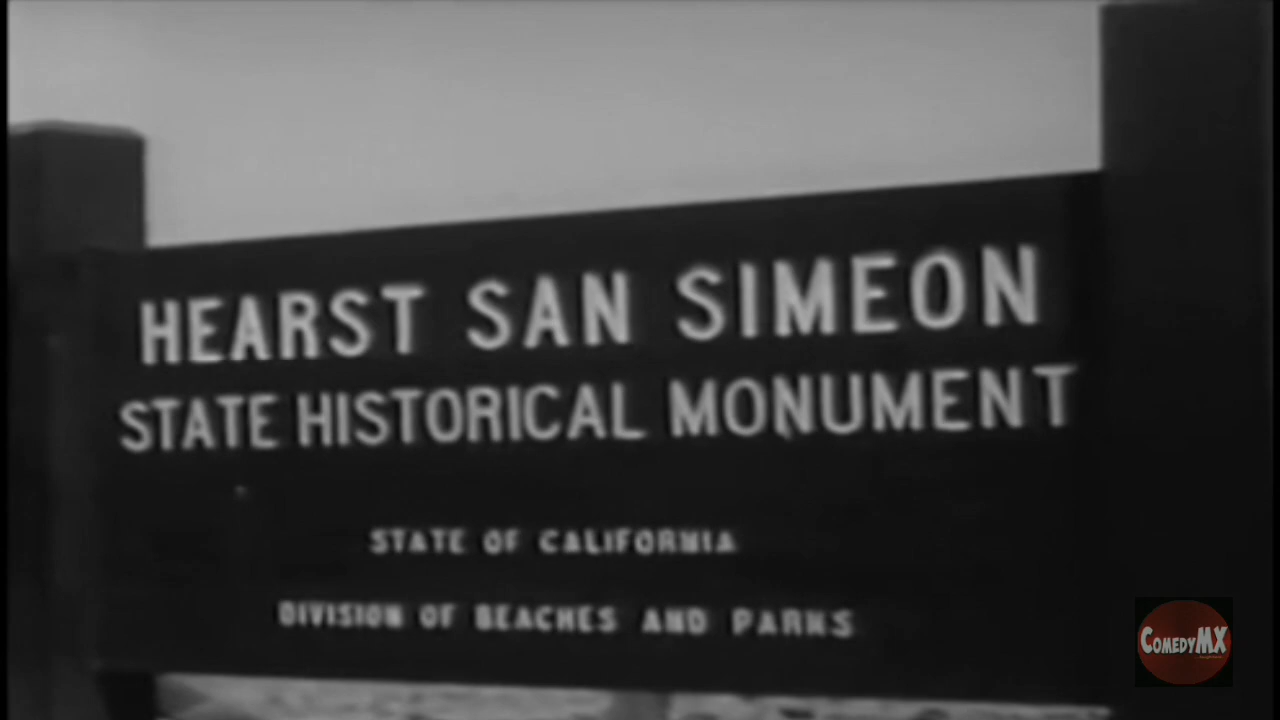 HEARST SAN SIMEON
STATE HISTORICAL MONUMENT
STATE OF CALIFORNIA
DIVISION OF BEACHES AND PARKS
COMEDYMX